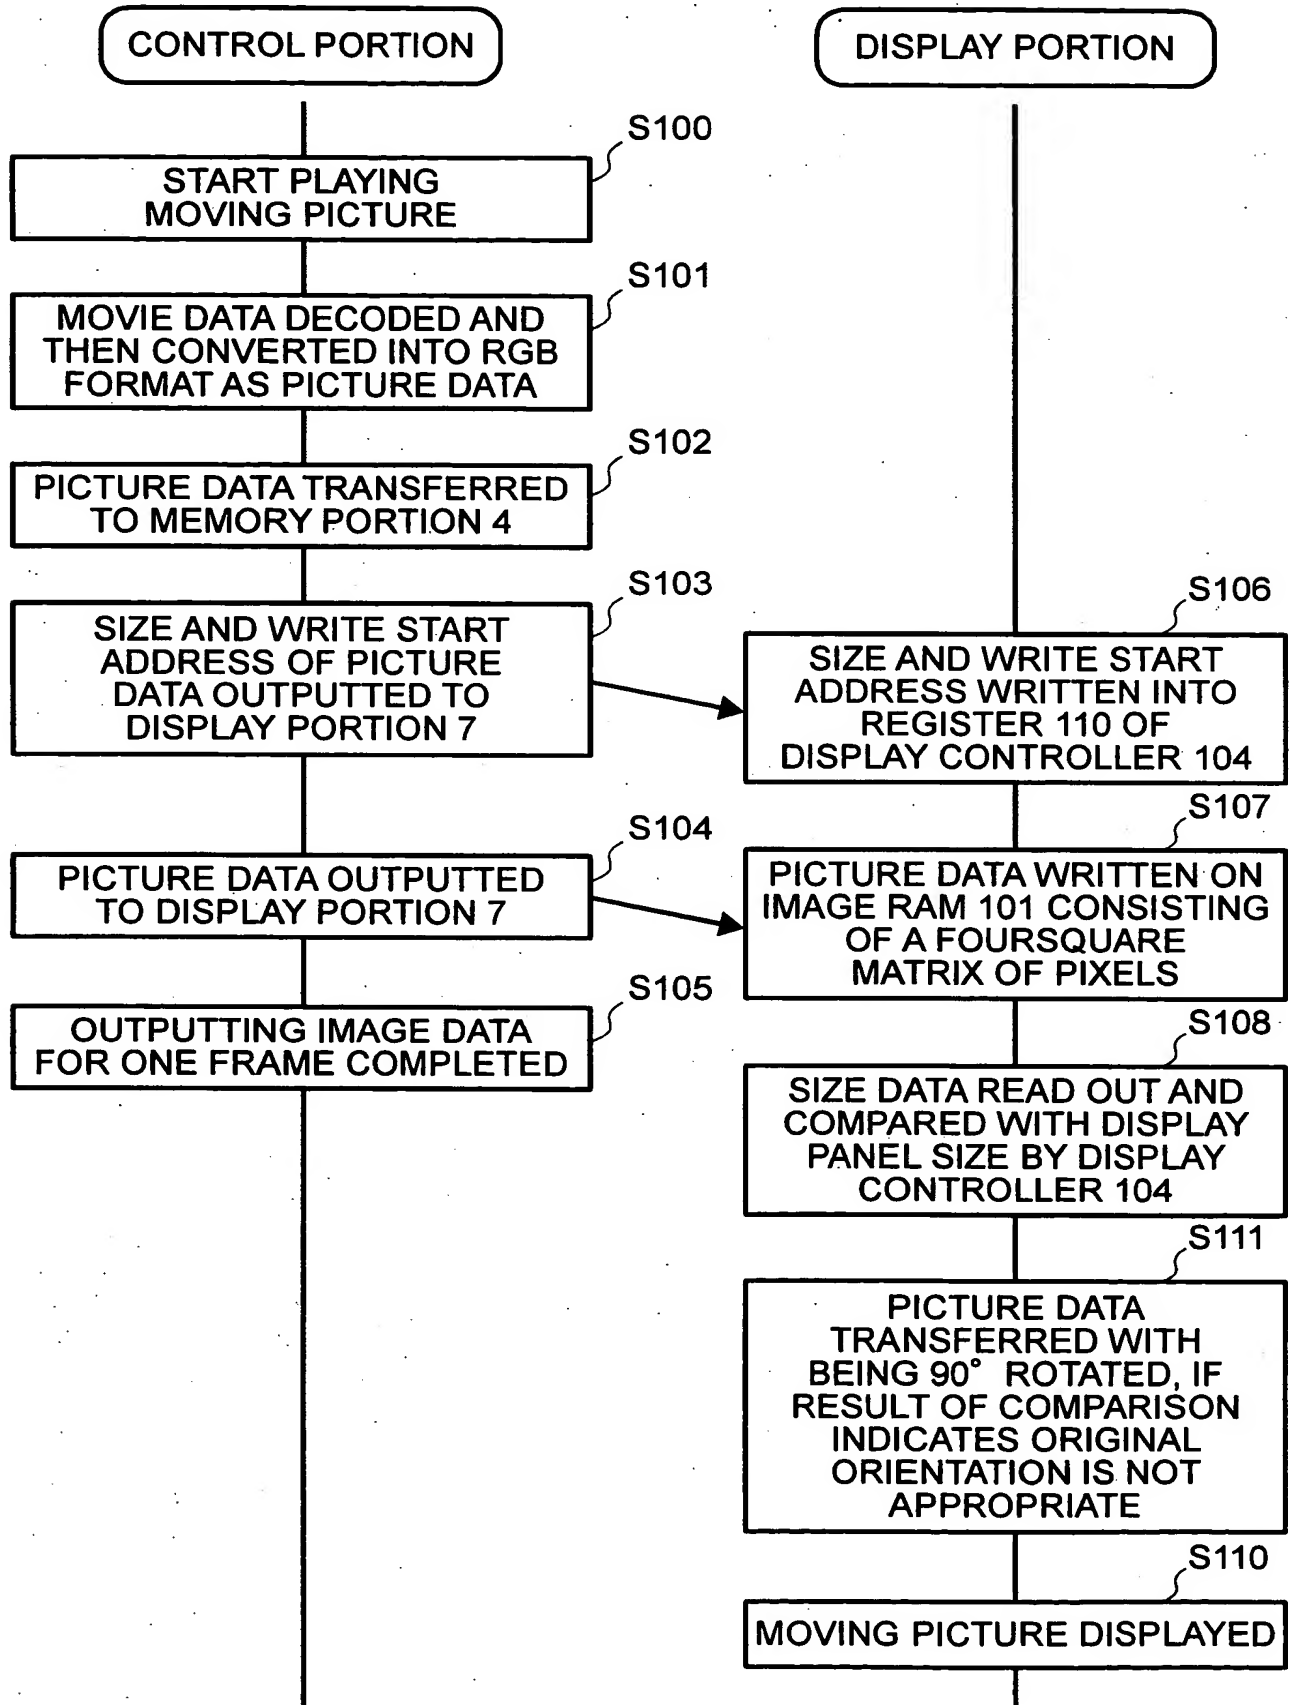 CONTROL PORTION
DISPLAY PORTION
S100
START PLAYING
MOVING PICTURE
S101
MOVIE DATA DECODED AND
THEN CONVERTED INTO RGB
FORMAT AS PICTURE DATA
S102
PICTURE DATA TRANSFERRED
TO MEMORY PORTION 4
S103
SIZE AND WRITE START
ADDRESS OF PICTURE
DATA OUTPUTTED TO
DISPLAY PORTION 7
S104
PICTURE DATA OUTPUTTED
TO DISPLAY PORTION 7
S105
OUTPUTTING IMAGE DATA
FOR ONE FRAME COMPLETED
S106
SIZE AND WRITE START
ADDRESS WRITTEN INTO
REGISTER 110 OF
DISPLAY CONTROLLER 104
S107
PICTURE DATA WRITTEN ON
IMAGE RAM 101 CONSISTING
OF A FOURSQUARE
MATRIX OF PIXELS
S108
SIZE DATA READ OUT AND
COMPARED WITH DISPLAY
PANEL SIZE BY DISPLAY
CONTROLLER 104
S111
PICTURE DATA
TRANSFERRED WITH
BEING 90° ROTATED, IF
RESULT OF COMPARISON
INDICATES ORIGINAL
ORIENTATION IS NOT
APPROPRIATE
S110
MOVING PICTURE DISPLAYED